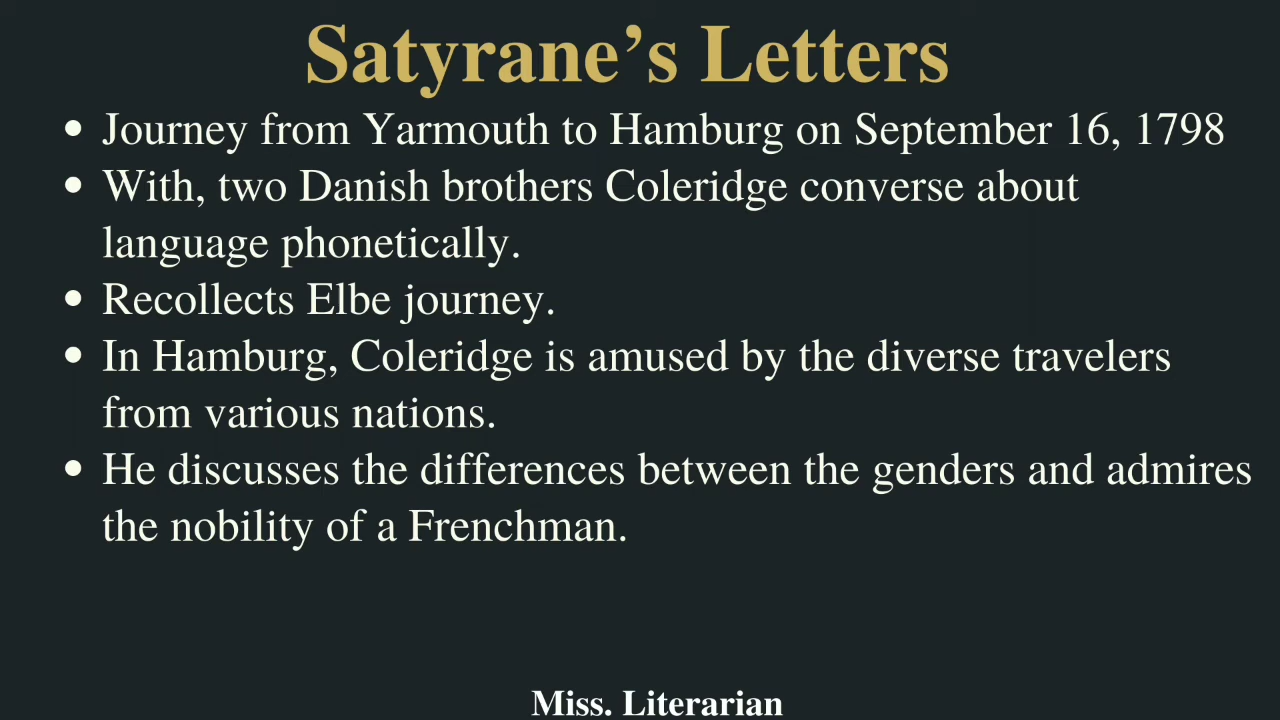 Satyrane’s Letters
• Journey from Yarmouth to Hamburg on September 16, 1798
• With, two Danish brothers Coleridge converse about
language phonetically.
• Recollects Elbe journey.
• In Hamburg, Coleridge is amused by the diverse travelers
from various nations.
• He discusses the differences between the genders and admires
the nobility of a Frenchman.
Miss. Literarian